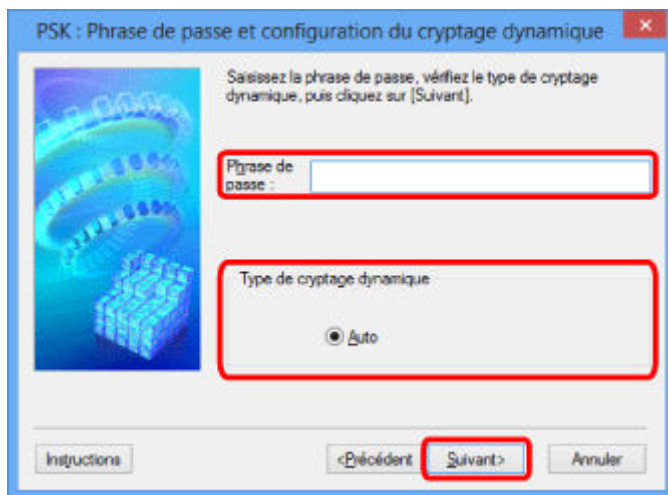 PSK : Phrase de passe et configuration du cryptage dynamique
Saisissez la phrase de passe, vérifiez le type de cryptage
dynamique, puis cliquez sur [Suivant].
Phrase de
passe :
Type de cryptage dynamique
Auto
Instructions
<Précédent
Suivant>
Annuler